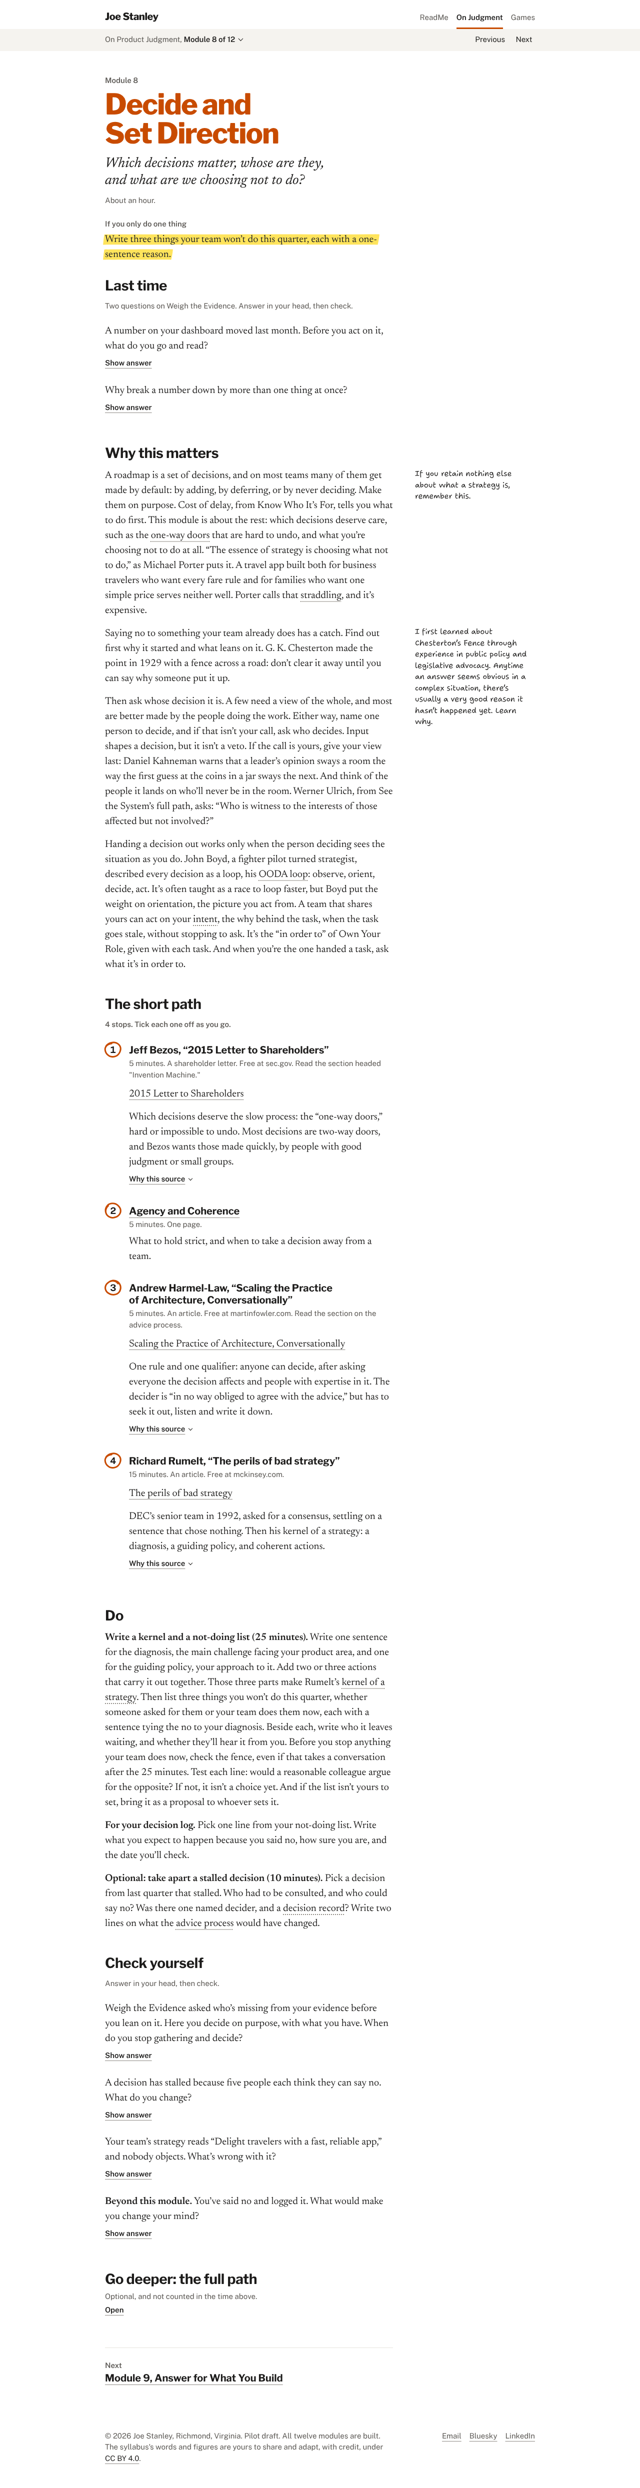 Joe Stanley
ReadMe On Judgment Games
On Product Judgment, Module 8 of 12
Previous Next
Module 8
Decide and
Set Direction
Which decisions matter, whose are they,
and what are we choosing not to do?
About an hour.
If you only do one thing
Write three things your team won't do this quarter, each with a one-
sentence reason.
Last time
Two questions on Weigh the Evidence. Answer in your head, then check.
A number on your dashboard moved last month. Before you act on it,
what do you go and read?
Show answer
Why break a number down by more than one thing at once?
Show answer
Why this matters
A roadmap is a set of decisions, and on most teams many of them get
made by default: by adding, by deferring, or by never deciding. Make
them on purpose. Cost of delay, from Know Who It's For, tells you what
to do first. This module is about the rest: which decisions deserve care,
such as the one-way doors that are hard to undo, and what you're
choosing not to do at all. “The essence of strategy is choosing what not
to do,” as Michael Porter puts it. A travel app built both for business
travelers who want every fare rule and for families who want one
simple price serves neither well. Porter calls that straddling, and it's
expensive.
If you retain nothing else
about what a strategy is,
remember this.
Saying no to something your team already does has a catch. Find out
first why it started and what leans on it. G. K. Chesterton made the
point in 1929 with a fence across a road: don't clear it away until you
can say why someone put it up.
I first learned about
Chesterton's Fence through
experience in public policy and
legislative advocacy. Anytime
an answer seems obvious in a
complex situation, there's
usually a very good reason it
hasn't happened yet. Learn
why.
Then ask whose decision it is. A few need a view of the whole, and most
are better made by the people doing the work. Either way, name one
person to decide, and if that isn't your call, ask who decides. Input
shapes a decision, but it isn't a veto. If the call is yours, give your view
last: Daniel Kahneman warns that a leader's opinion sways a room the
way the first guess at the coins in a jar sways the next. And think of the
people it lands on who'll never be in the room. Werner Ulrich, from See
the System's full path, asks: “Who is witness to the interests of those
affected but not involved?”
Handing a decision out works only when the person deciding sees the
situation as you do. John Boyd, a fighter pilot turned strategist,
described every decision as a loop, his OODA loop: observe, orient,
decide, act. It's often taught as a race to loop faster, but Boyd put the
weight on orientation, the picture you act from. A team that shares
yours can act on your intent, the why behind the task, when the task
goes stale, without stopping to ask. It's the “in order to” of Own Your
Role, given with each task. And when you're the one handed a task, ask
what it's in order to.
The short path
4 stops. Tick each one off as you go.
1 Jeff Bezos, “2015 Letter to Shareholders”
5 minutes. A shareholder letter. Free at sec.gov. Read the section headed
“Invention Machine.”
2015 Letter to Shareholders
Which decisions deserve the slow process: the “one-way doors,”
hard or impossible to undo. Most decisions are two-way doors,
and Bezos wants those made quickly, by people with good
judgment or small groups.
Why this source
2 Agency and Coherence
5 minutes. One page.
What to hold strict, and when to take a decision away from a
team.
3 Andrew Harmel-Law, “Scaling the Practice
of Architecture, Conversationally”
5 minutes. An article. Free at martinfowler.com. Read the section on the
advice process.
Scaling the Practice of Architecture, Conversationally
One rule and one qualifier: anyone can decide, after asking
everyone the decision affects and people with expertise in it. The
decider is “in no way obliged to agree with the advice,” but has to
seek it out, listen and write it down.
Why this source
4 Richard Rumelt, “The perils of bad strategy”
15 minutes. An article. Free at mckinsey.com.
The perils of bad strategy
DEC's senior team in 1992, asked for a consensus, settling on a
sentence that chose nothing. Then his kernel of a strategy: a
diagnosis, a guiding policy, and coherent actions.
Why this source
Do
Write a kernel and a not-doing list (25 minutes). Write one sentence
for the diagnosis, the main challenge facing your product area, and one
for the guiding policy, your approach to it. Add two or three actions
that carry it out together. Those three parts make Rumelt's kernel of a
strategy. Then list three things you won't do this quarter, whether
someone asked for them or your team does them now, each with a
sentence tying the no to your diagnosis. Beside each, write who it leaves
waiting, and whether they'll hear it from you. Before you stop anything
your team does now, check the fence, even if that takes a conversation
after the 25 minutes. Test each line: would a reasonable colleague argue
for the opposite? If not, it isn't a choice yet. And if the list isn't yours to
set, bring it as a proposal to whoever sets it.
For your decision log. Pick one line from your not-doing list. Write
what you expect to happen because you said no, how sure you are, and
the date you'll check.
Optional: take apart a stalled decision (10 minutes). Pick a decision
from last quarter that stalled. Who had to be consulted, and who could
say no? Was there one named decider, and a decision record? Write two
lines on what the advice process would have changed.
Check yourself
Answer in your head, then check.
Weigh the Evidence asked who's missing from your evidence before
you lean on it. Here you decide on purpose, with what you have. When
do you stop gathering and decide?
Show answer
A decision has stalled because five people each think they can say no.
What do you change?
Show answer
Your team's strategy reads “Delight travelers with a fast, reliable app,”
and nobody objects. What's wrong with it?
Show answer
Beyond this module. You've said no and logged it. What would make
you change your mind?
Show answer
Go deeper: the full path
Optional, and not counted in the time above.
Open
Next
Module 9, Answer for What You Build
© 2026 Joe Stanley, Richmond, Virginia. Pilot draft. All twelve modules are built.
The syllabus's words and figures are yours to share and adapt, with credit, under
CC BY 4.0.
Email Bluesky LinkedIn